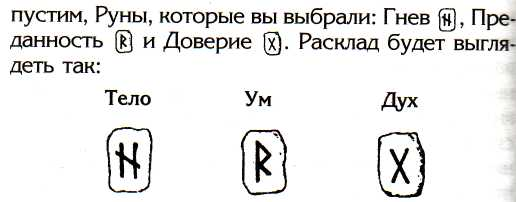 пустим, Руны, которые вы выбрали: Гнев ᚺ, Пре-
данность ᚱ и Доверие ᚷ. Расклад будет выгля-
деть так:
Тело Ум Дух
ᚺ ᚱ ᚷ